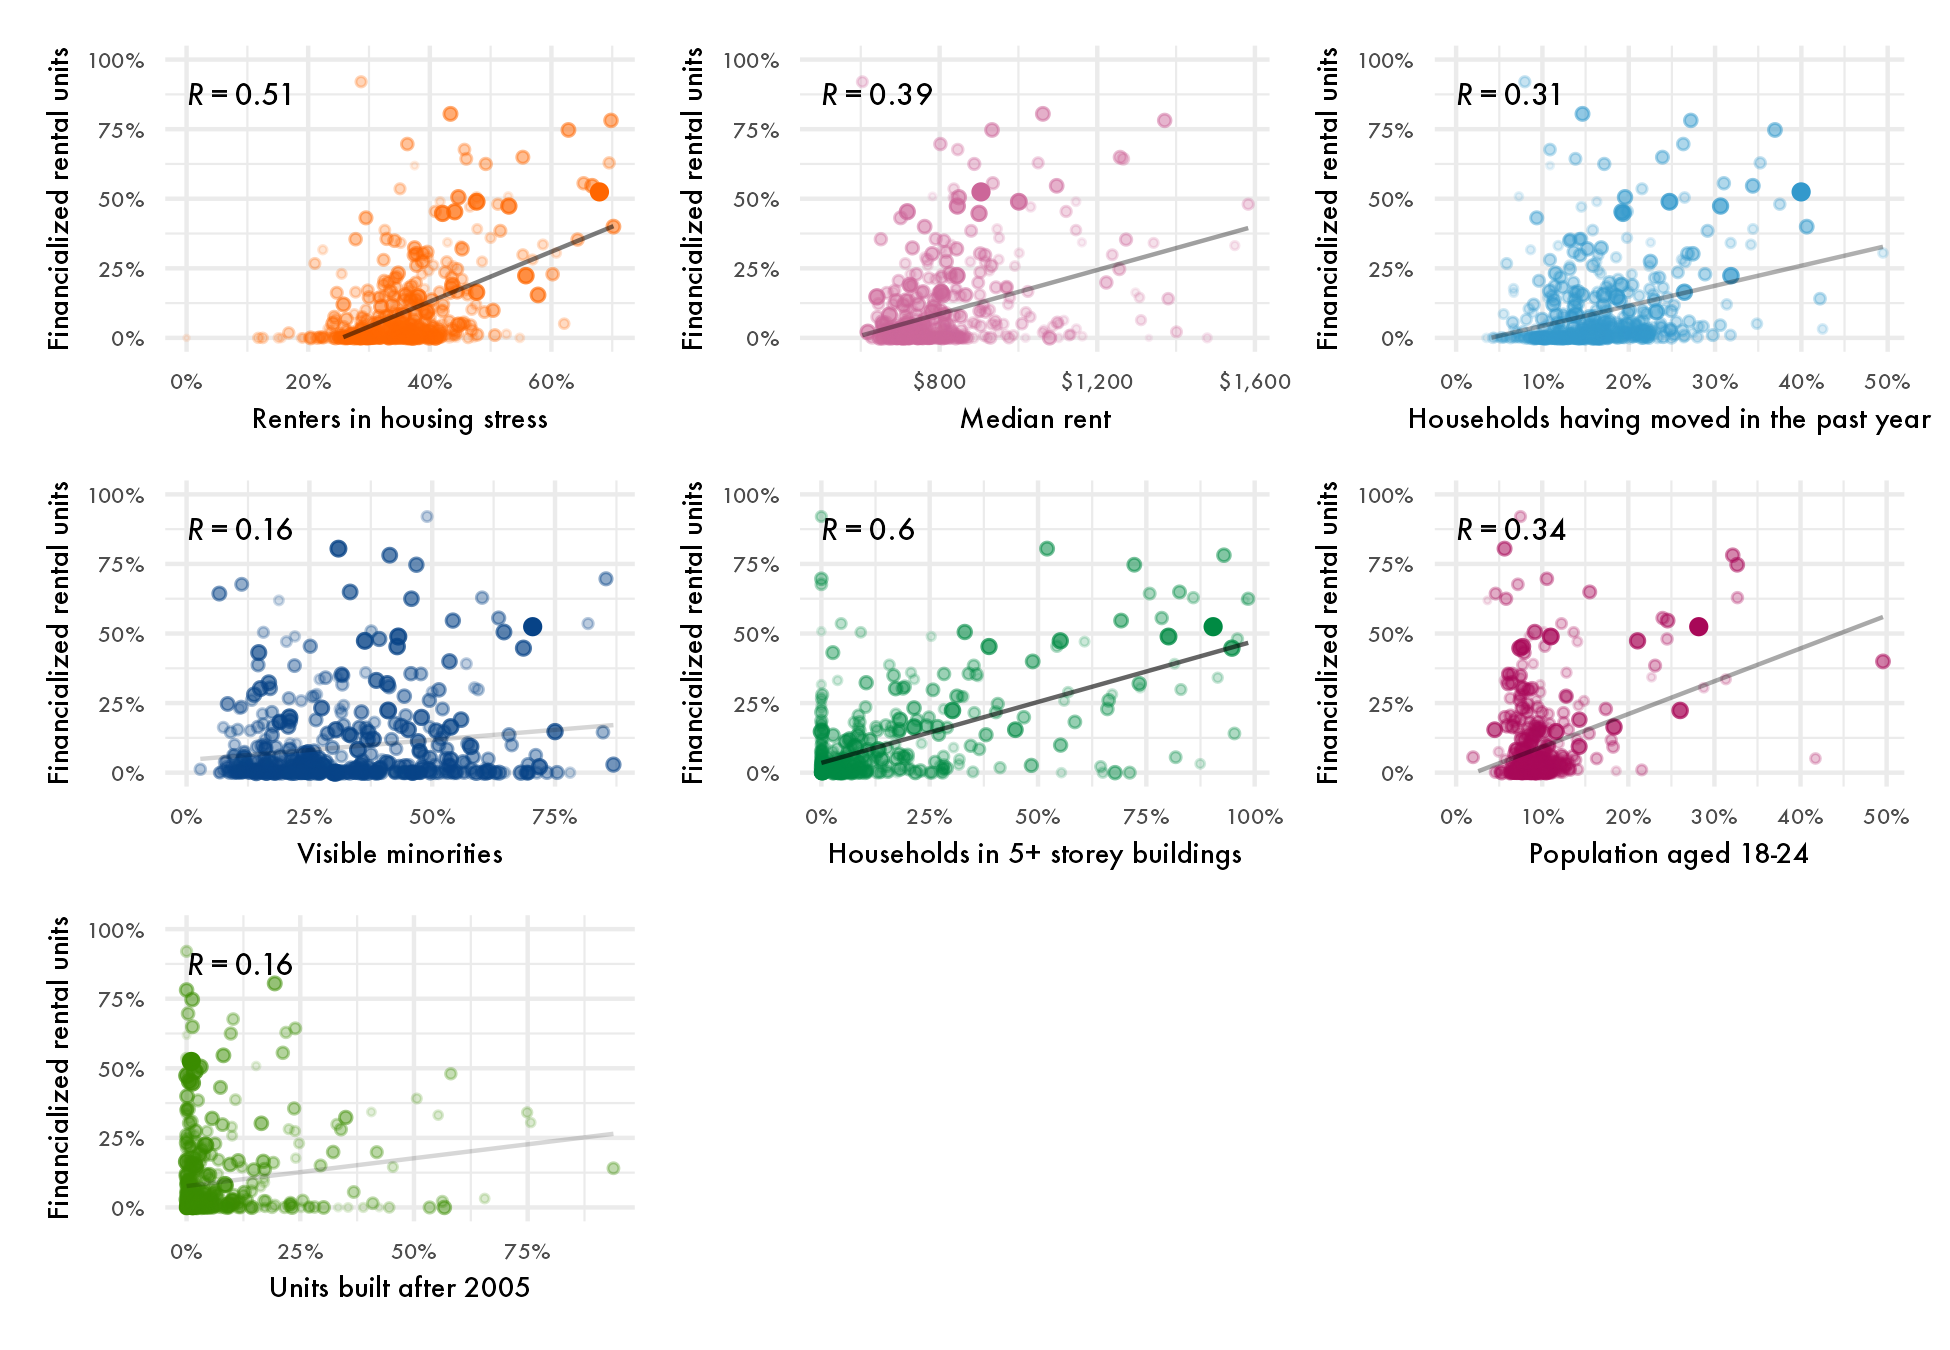 Financialized rental units
100%
75%
50%
25%
0%
R = 0.51
0% 20% 40% 60%
Renters in housing stress
Financialized rental units
100%
75%
50%
25%
0%
R = 0.39
$800 $1,200 $1,600
Median rent
Financialized rental units
100%
75%
50%
25%
0%
R = 0.31
0% 10% 20% 30% 40% 50%
Households having moved in the past year
Financialized rental units
100%
75%
50%
25%
0%
R = 0.16
0% 25% 50% 75%
Visible minorities
Financialized rental units
100%
75%
50%
25%
0%
R = 0.6
0% 25% 50% 75% 100%
Households in 5+ storey buildings
Financialized rental units
100%
75%
50%
25%
0%
R = 0.34
0% 10% 20% 30% 40% 50%
Population aged 18-24
Financialized rental units
100%
75%
50%
25%
0%
R = 0.16
0% 25% 50% 75%
Units built after 2005